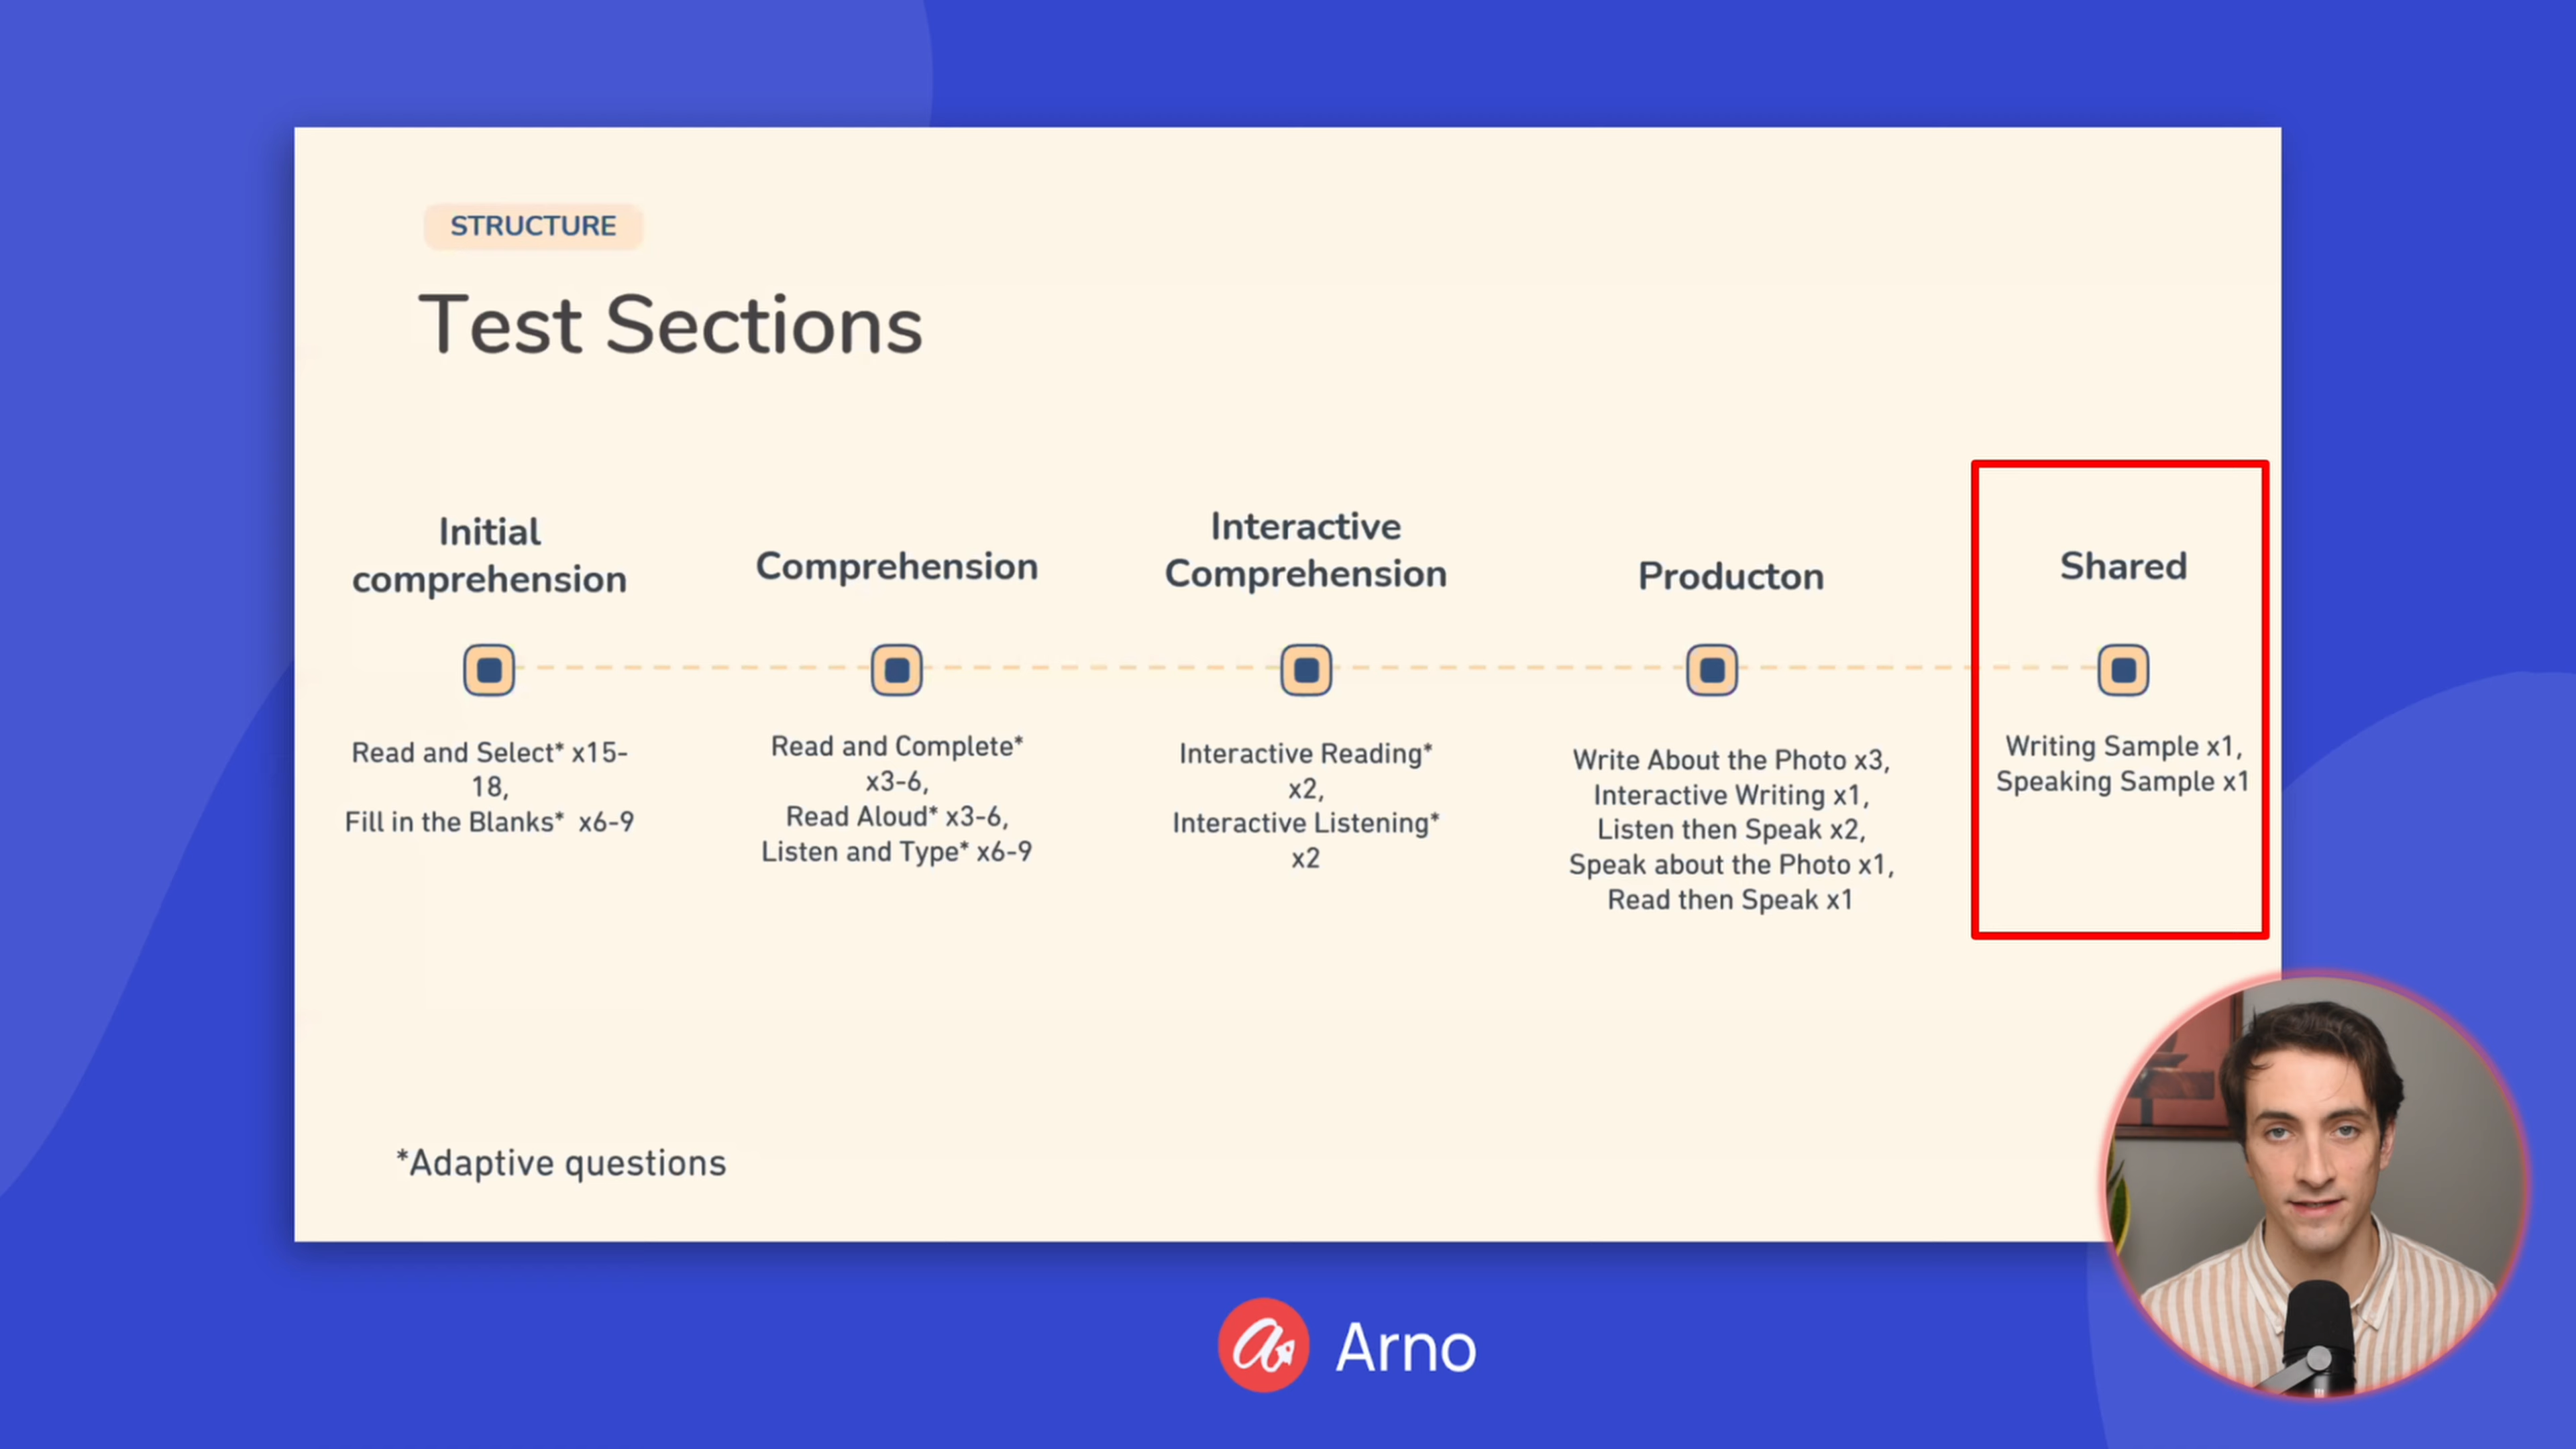 STRUCTURE
Test Sections
Initial
comprehension
Read and Select* x15-
18,
Fill in the Blanks* x6-9
Comprehension
Read and Complete*
x3-6,
Read Aloud* x3-6,
Listen and Type* x6-9
Interactive
Comprehension
Interactive Reading*
x2,
Interactive Listening*
x2
Producton
Write About the Photo x3,
Interactive Writing x1,
Listen then Speak x2,
Speak about the Photo x1,
Read then Speak x1
Shared
Writing Sample x1,
Speaking Sample x1
*Adaptive questions
Arno